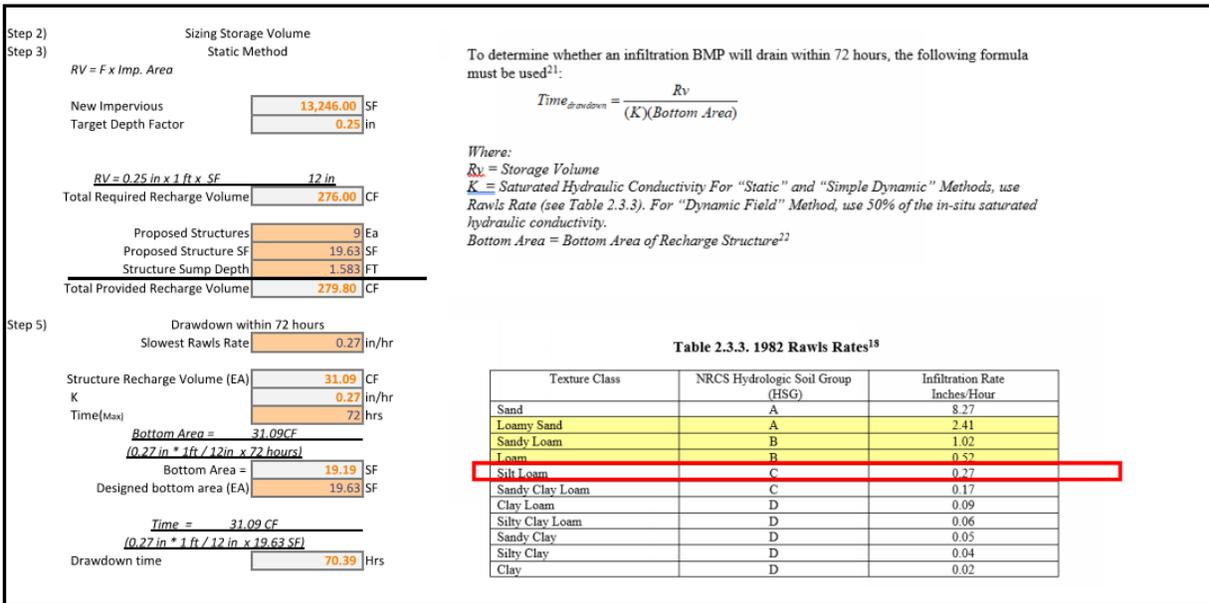 Step 2) Sizing Storage Volume
Step 3) Static Method
RV = F x Imp. Area
New Impervious 13,246.00 SF
Target Depth Factor 0.25 in
RV = 0.25 in x 1 ft x SF 12 in
Total Required Recharge Volume 276.00 CF
Proposed Structures 9 Ea
Proposed Structure SF 19.63 SF
Structure Sump Depth 1.583 FT
Total Provided Recharge Volume 279.80 CF
Step 5) Drawdown within 72 hours
Slowest Rawls Rate 0.27 in/hr
Structure Recharge Volume (EA) 31.09 CF
K 0.27 in/hr
Time(Max) 72 hrs
Bottom Area = 31.09CF
(0.27 in * 1ft / 12in x 72 hours)
Bottom Area = 19.19 SF
Designed bottom area (EA) 19.63 SF
Time = 31.09 CF
(0.27 in * 1 ft / 12 in x 19.63 SF)
Drawdown time 70.39 Hrs
To determine whether an infiltration BMP will drain within 72 hours, the following formula
must be used21:
Time drawdown = Rv
(K)(Bottom Area)
Where:
Rv = Storage Volume
K = Saturated Hydraulic Conductivity For “Static” and “Simple Dynamic” Methods, use
Rawls Rate (see Table 2.3.3). For “Dynamic Field” Method, use 50% of the in-situ saturated
hydraulic conductivity.
Bottom Area = Bottom Area of Recharge Structure22
Table 2.3.3. 1982 Rawls Rates18
Texture Class NRCS Hydrologic Soil Group Infiltration Rate
(HSG) Inches/Hour
Sand A 8.27
Loamy Sand A 2.41
Sandy Loam B 1.02
Loam B 0.52
Silt Loam C 0.27
Sandy Clay Loam C 0.17
Clay Loam D 0.09
Silty Clay Loam D 0.06
Sandy Clay D 0.05
Silty Clay D 0.04
Clay D 0.02